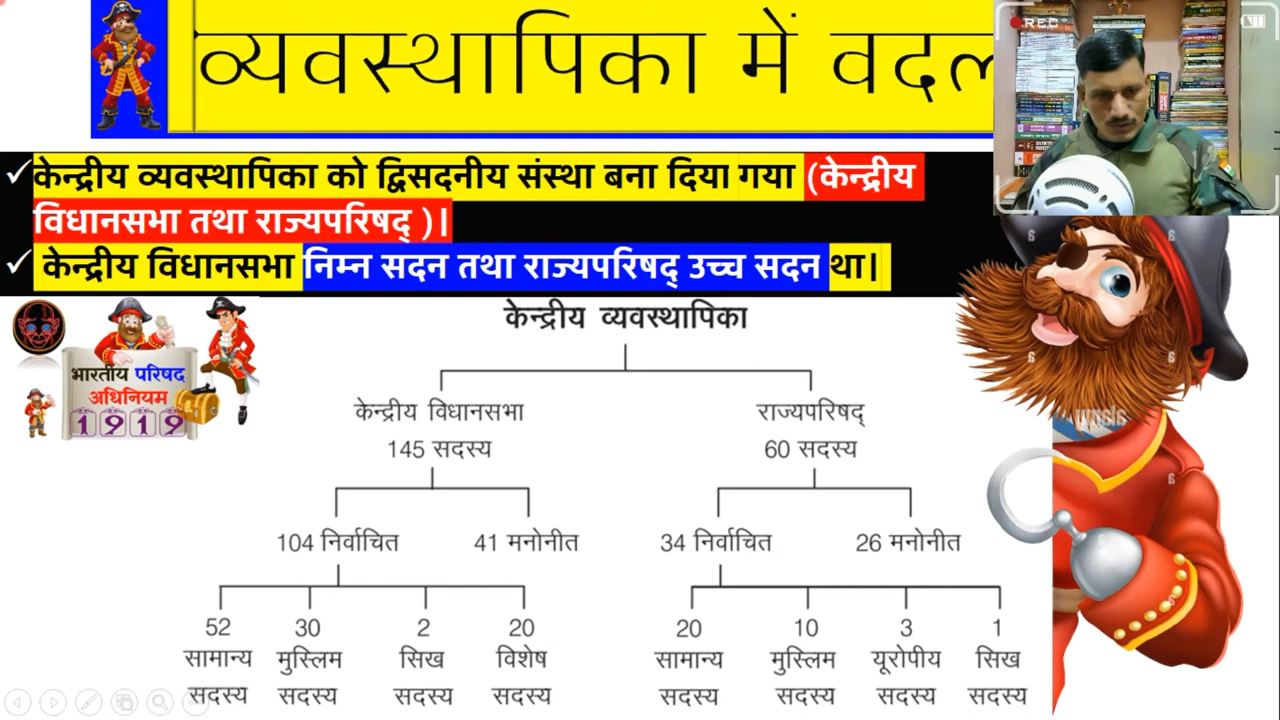 व्यवस्थापिका में वदल
REC
✓केन्द्रीय व्यवस्थापिका को द्विसदनीय संस्था बना दिया गया (केन्द्रीय
विधानसभा तथा राज्यपरिषद् )।
✓ केन्द्रीय विधानसभा निम्न सदन तथा राज्यपरिषद् उच्च सदन था।
भारतीय परिषद
अधिनियम
1919
केन्द्रीय व्यवस्थापिका
केन्द्रीय विधानसभा राज्यपरिषद्
145 सदस्य 60 सदस्य
104 निर्वाचित 41 मनोनीत 34 निर्वाचित 26 मनोनीत
52 30 2 20 20 10 3 1
सामान्य मुस्लिम सिख विशेष सामान्य मुस्लिम यूरोपीय सिख
सदस्य सदस्य सदस्य सदस्य सदस्य सदस्य सदस्य सदस्य